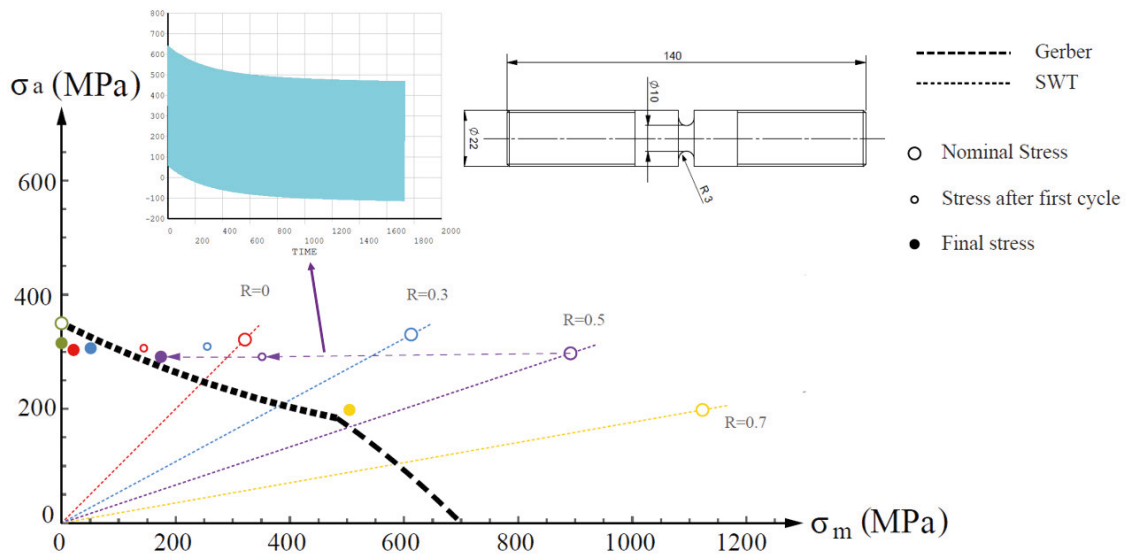 800
700
600
500
400
300
200
100
0
-100
-200
0 400 800 1200 1600 2000
200 600 1000 1400 1800
TIME
140
Ø10
Ø22
R 3
Gerber
SWT
Nominal Stress
Stress after first cycle
Final stress
σa (MPa)
600
400
200
0
R=0
R=0.3
R=0.5
R=0.7
0 200 400 600 800 1000 1200
σm (MPa)